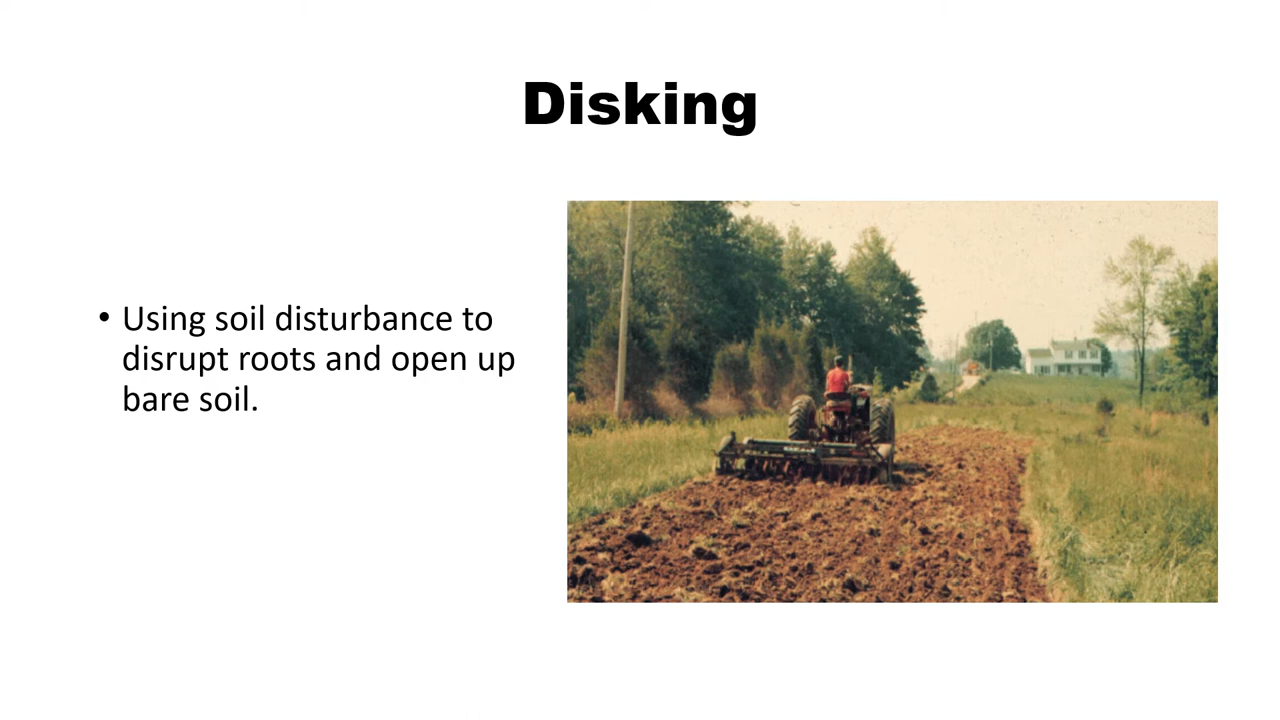 Disking
• Using soil disturbance to
disrupt roots and open up
bare soil.